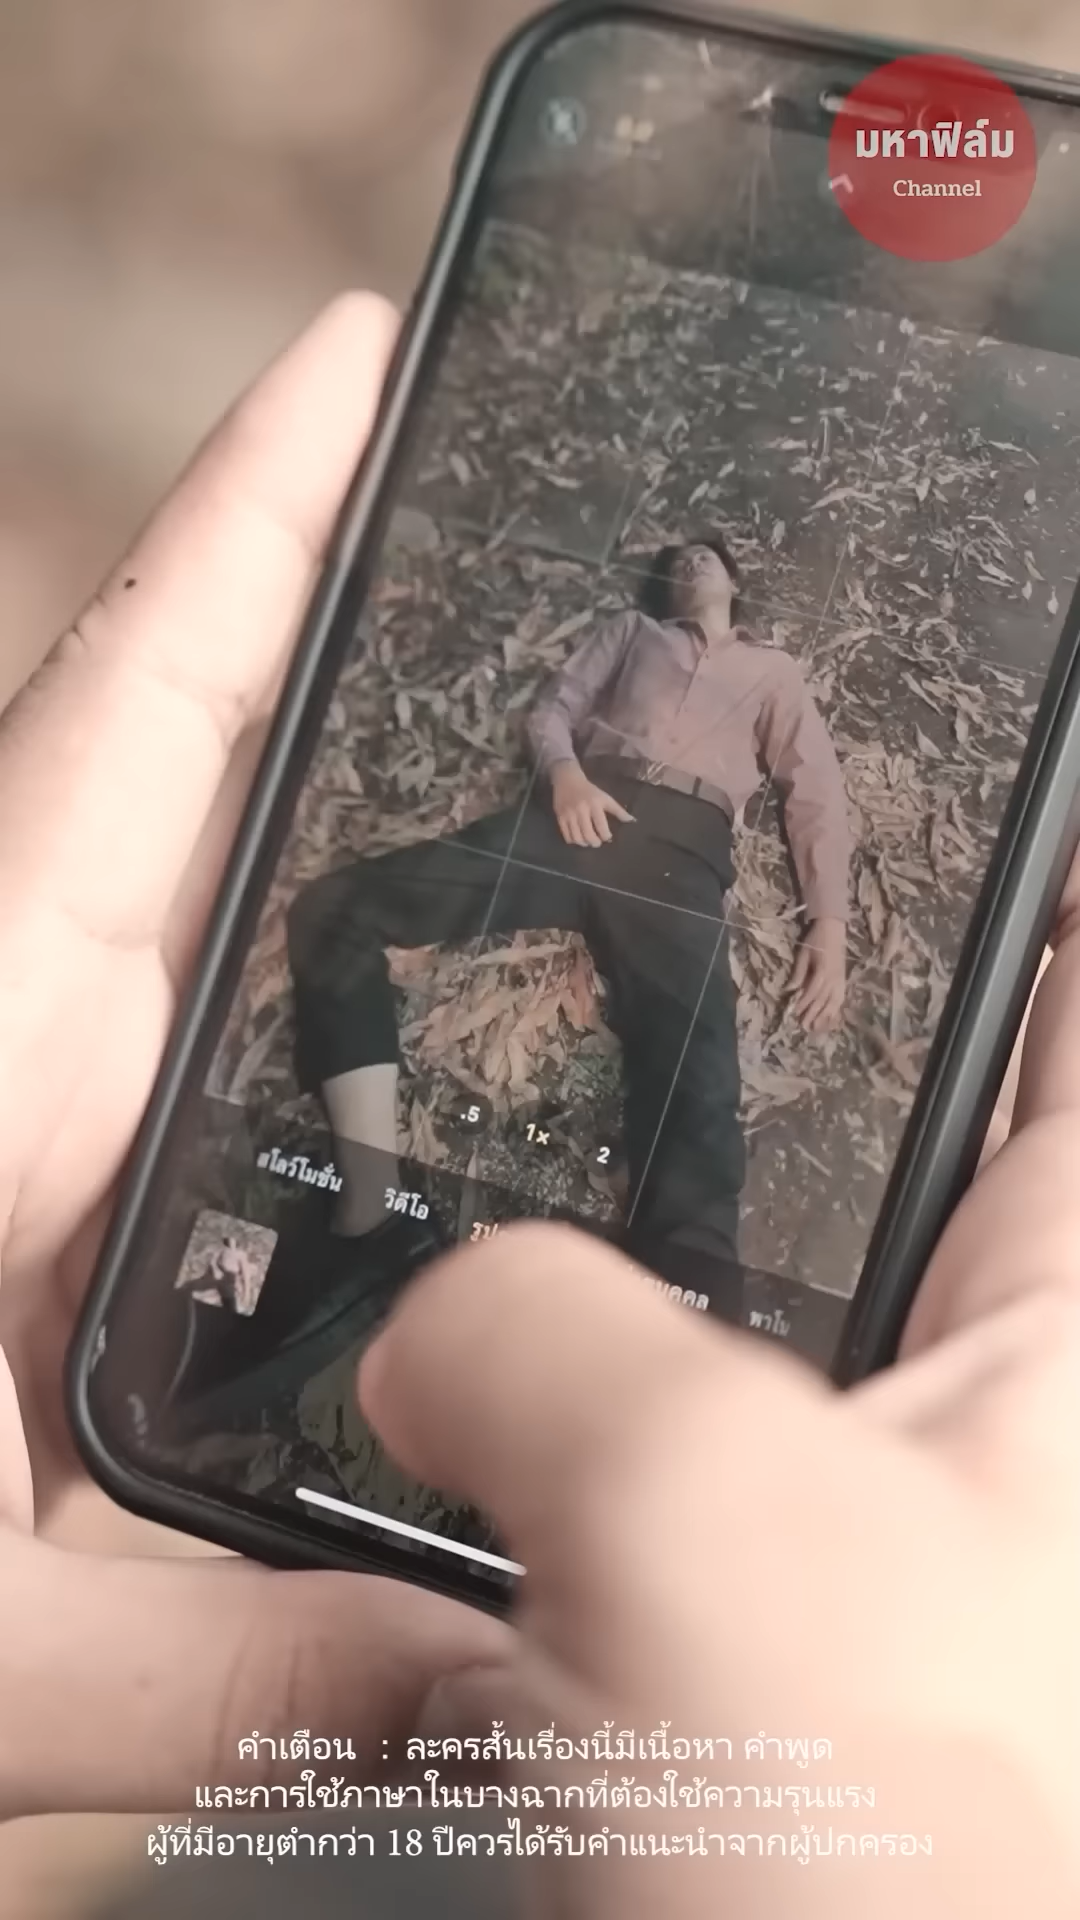 มหาฟิล์ม
Channel
.5
1×
2
สโลว์โมชั่น
วิดีโอ
พาโน
คำเตือน : ละครสั้นเรื่องนี้มีเนื้อหา คำพูด
และการใช้ภาษาในบางฉากที่ต้องใช้ความรุนแรง
ผู้ที่มีอายุต่ำกว่า 18 ปีควรได้รับคำแนะนำจากผู้ปกครอง